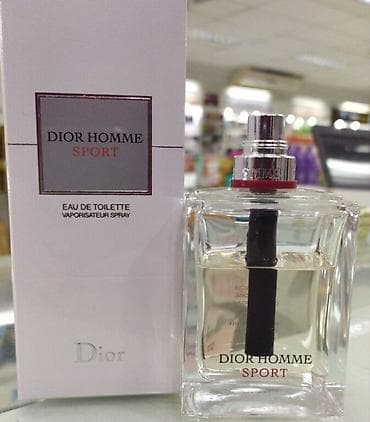 DIOR HOMME
SPORT
EAU DE TOILETTE
VAPORISATEUR SPRAY
Dior
DIOR HOMME
SPORT